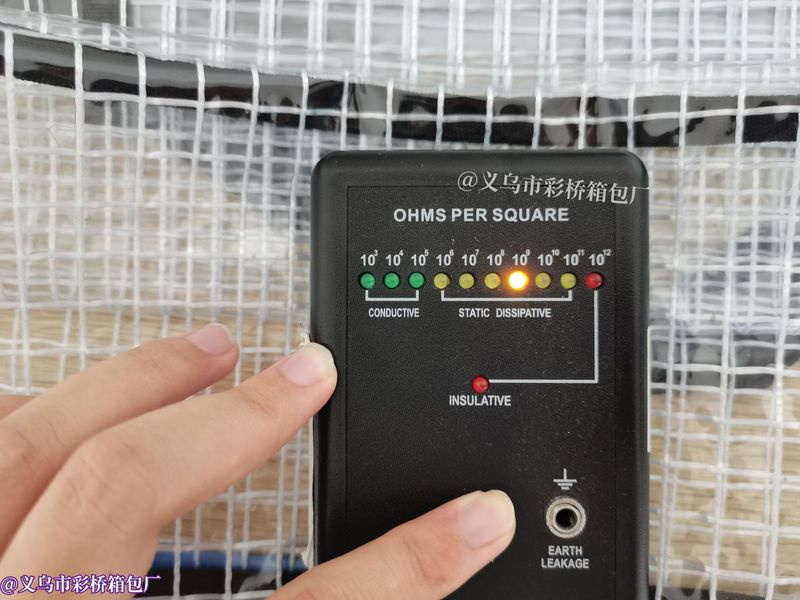 @义乌市彩桥箱包厂
OHMS PER SQUARE
10³ 10⁴ 10⁵ 10⁶ 10⁷ 10⁸ 10⁹ 10¹⁰ 10¹¹ 10¹²
CONDUCTIVE STATIC DISSIPATIVE
INSULATIVE
EARTH
LEAKAGE
@义乌市彩桥箱包厂